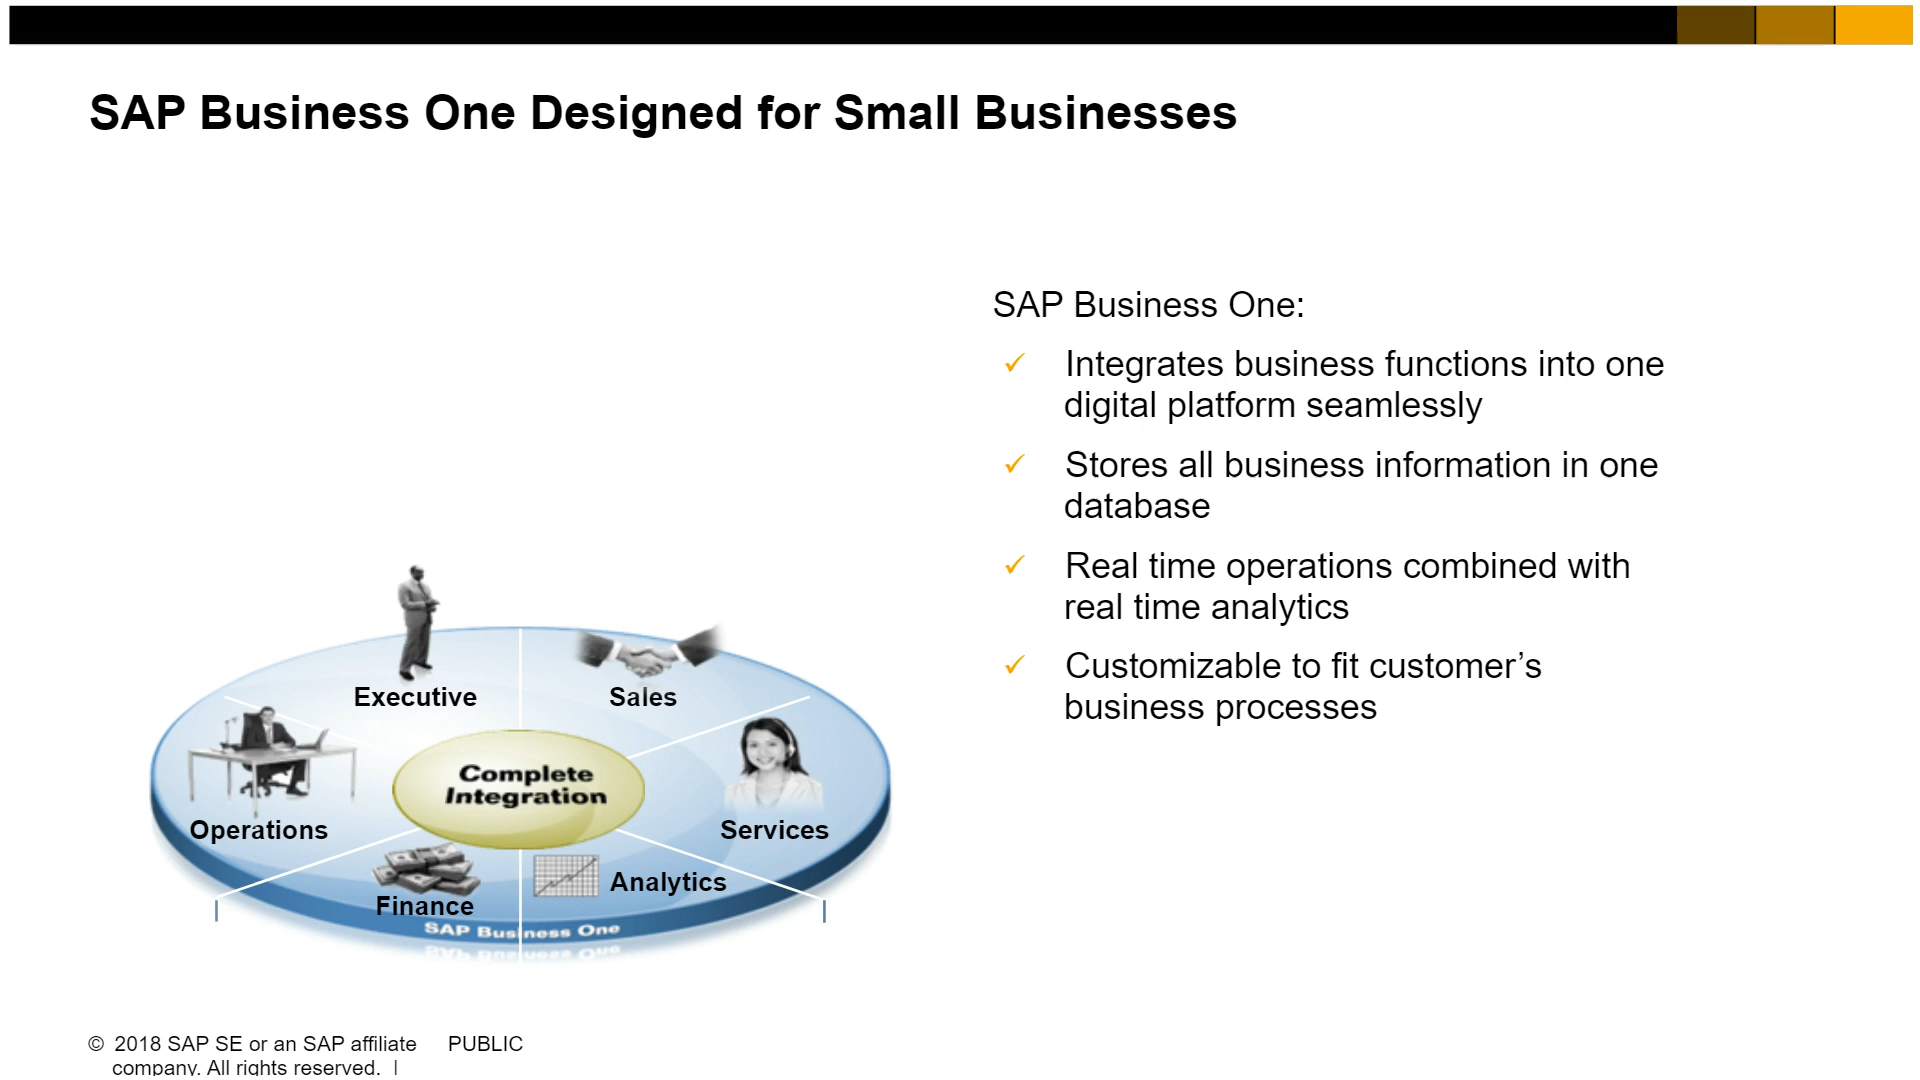 SAP Business One Designed for Small Businesses
SAP Business One:
✓ Integrates business functions into one
digital platform seamlessly
✓ Stores all business information in one
database
✓ Real time operations combined with
real time analytics
✓ Customizable to fit customer’s
business processes
Executive
Sales
Complete
Integration
Operations
Services
Finance
Analytics
SAP Business One
© 2018 SAP SE or an SAP affiliate
company. All rights reserved. |
PUBLIC